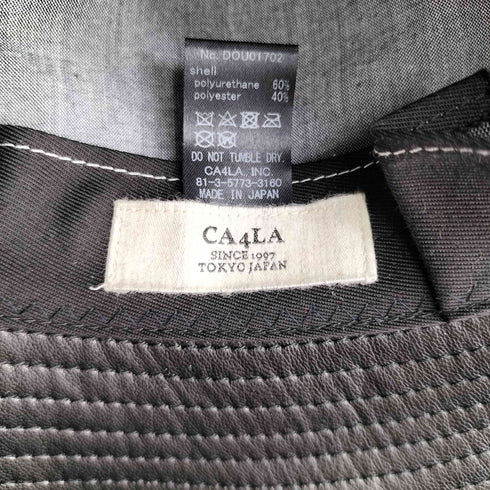 No. DOU01702
shell
polyurethane 60%
polyester 40%
DO NOT TUMBLE DRY.
CA4LA, INC
81-3-5773-3160
MADE IN JAPAN
CA4LA
SINCE 1997
TOKYO JAPAN